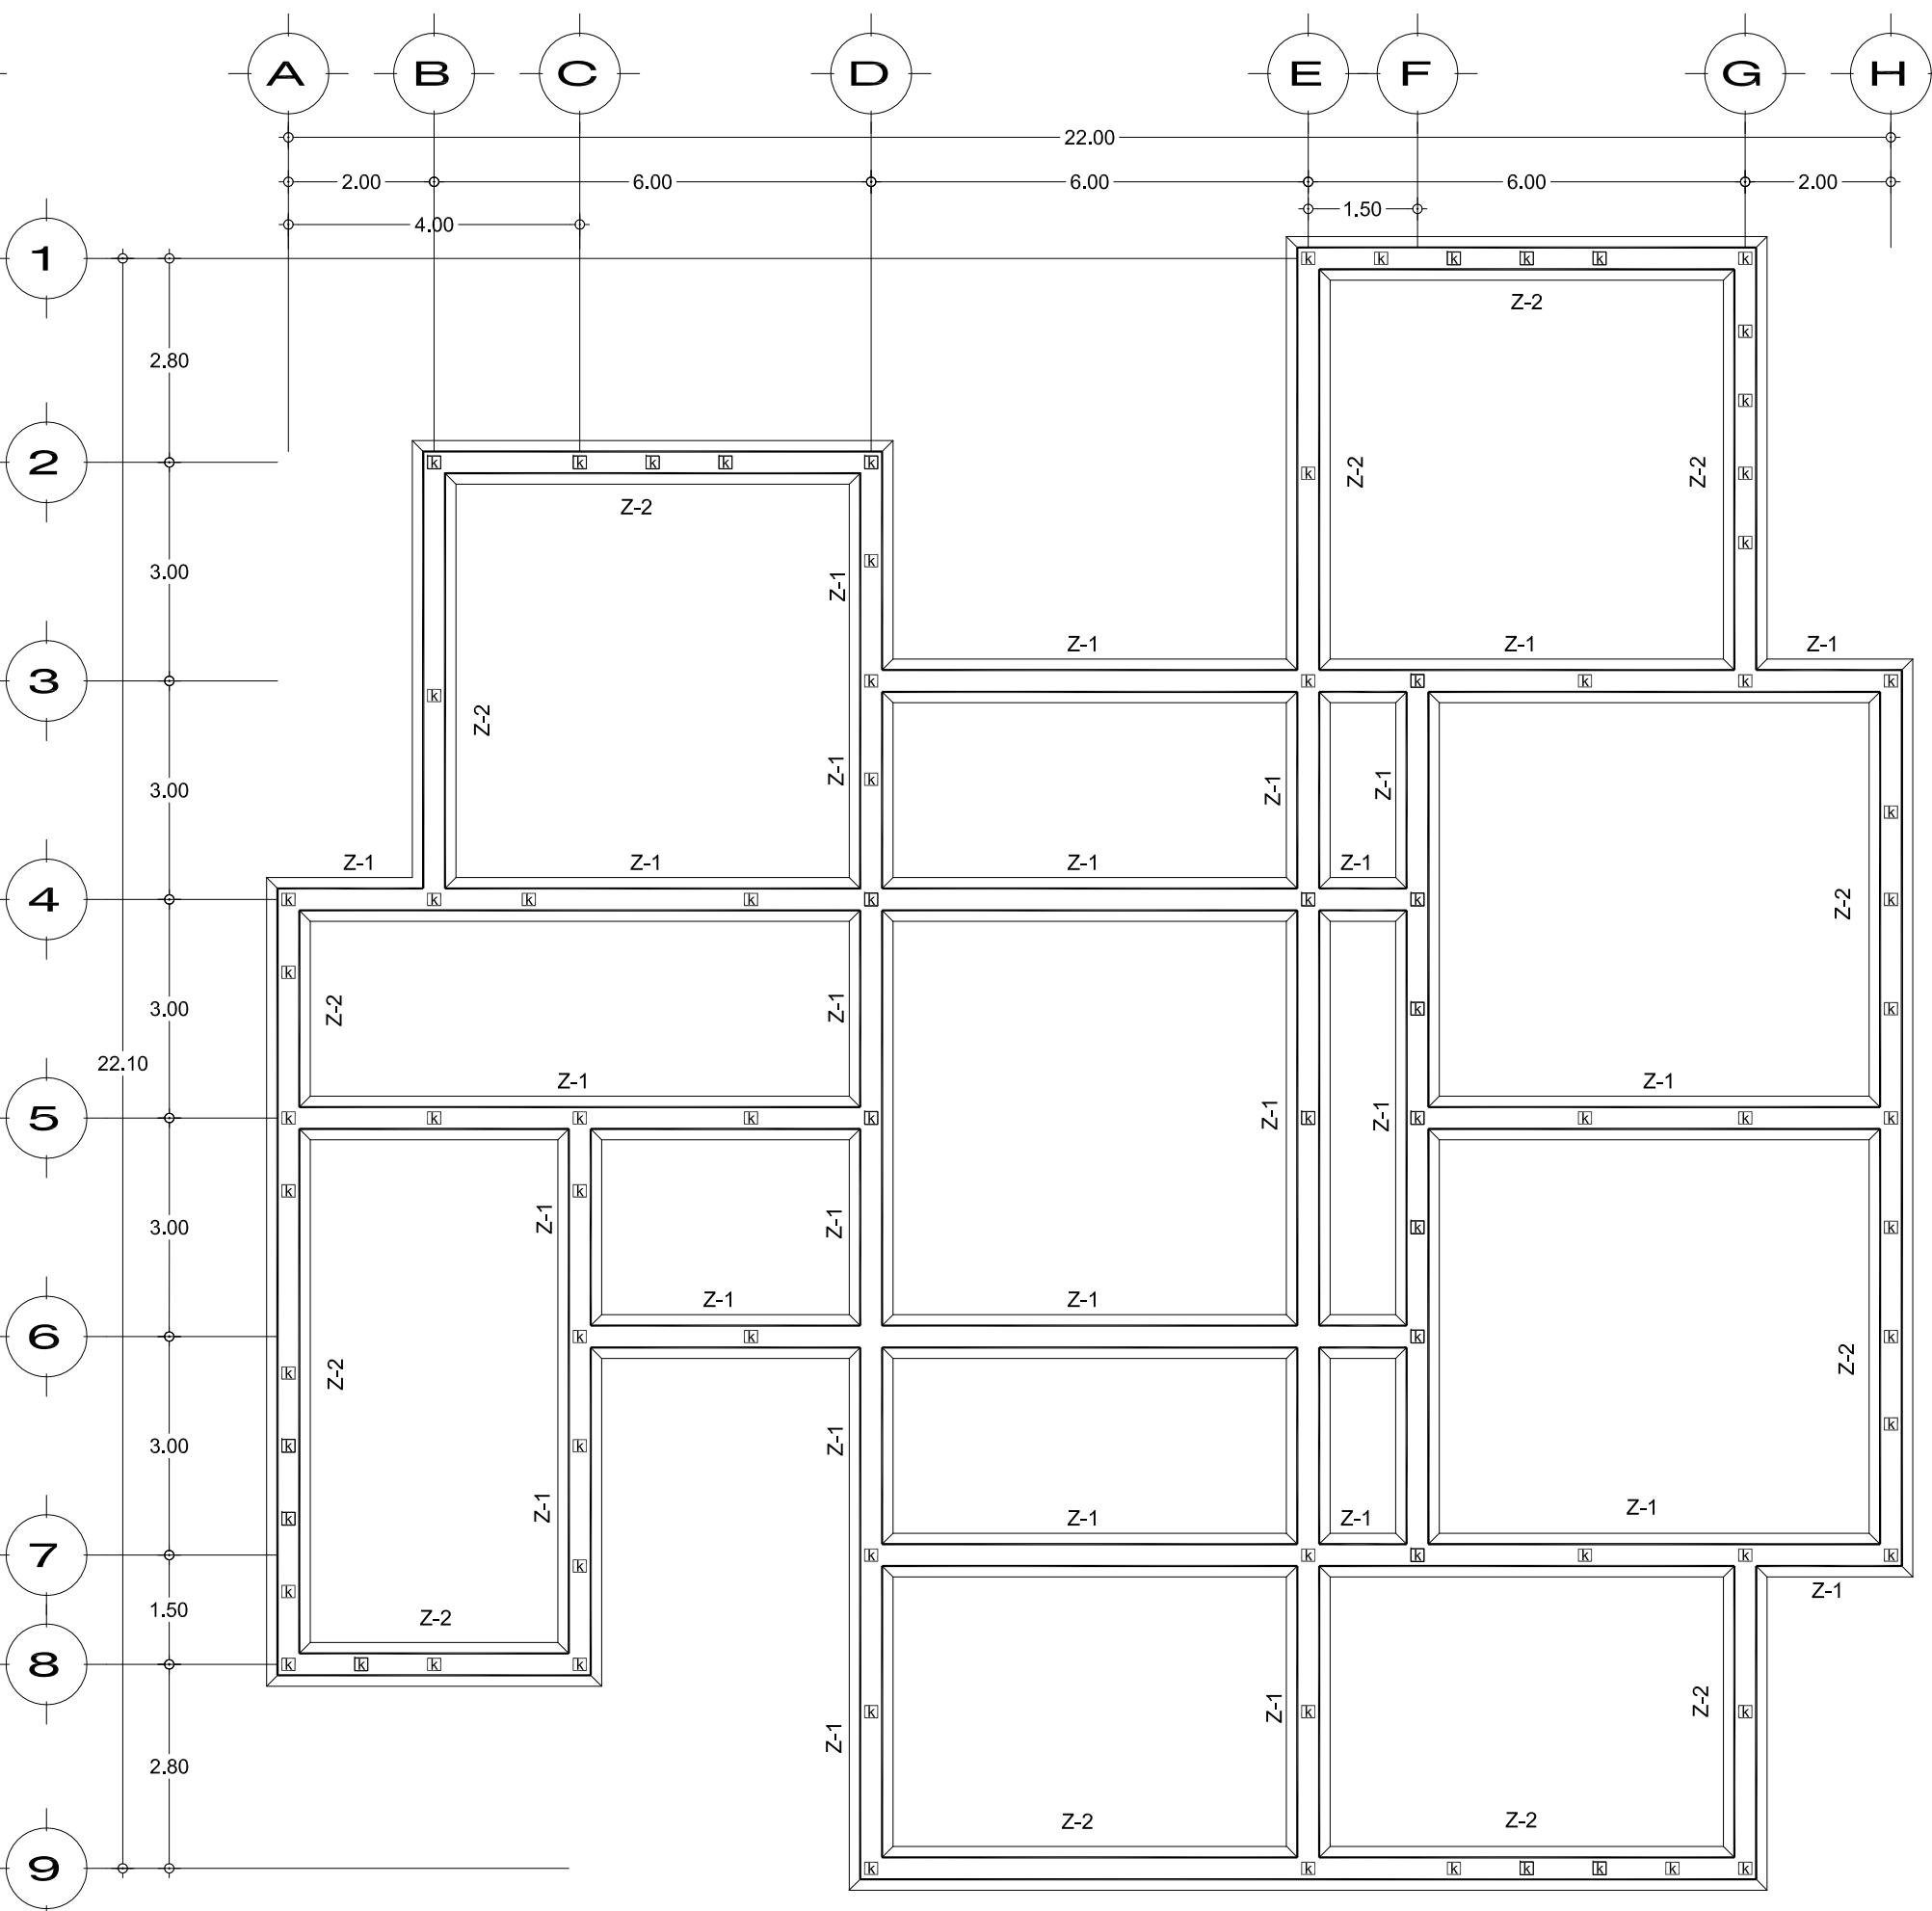 A B C D E F G H
22.00
2.00 6.00 6.00 6.00 2.00
4.00 1.50
1
k k k k k k
2.80
Z-2
k
k
2
k k k k k
Z-2 Z-2
k k
Z-2
k
k
3.00
Z-1
Z-1 Z-1 Z-1
3
k k k k k k
k
Z-2
Z-1 k Z-1 Z-1
3.00
k
Z-1 Z-1 Z-1 Z-1
4
k k k k k k k k
Z-2
k
Z-2 Z-1 k k
3.00
22.10
Z-1 Z-1
5
k k k k k k k k k k
Z-1 Z-1
k k
Z-1 Z-1
3.00
k k
Z-1 Z-1
6
k k k k
Z-2 Z-2
k
k
3.00
k k
Z-1
Z-1 Z-1
Z-1 Z-1 Z-1
k
7
k k k k k k
k
k
Z-1
1.50
Z-2
8
k k k k
Z-1 Z-2
k k k
Z-1
2.80
Z-2 Z-2
9
k k k k k k k